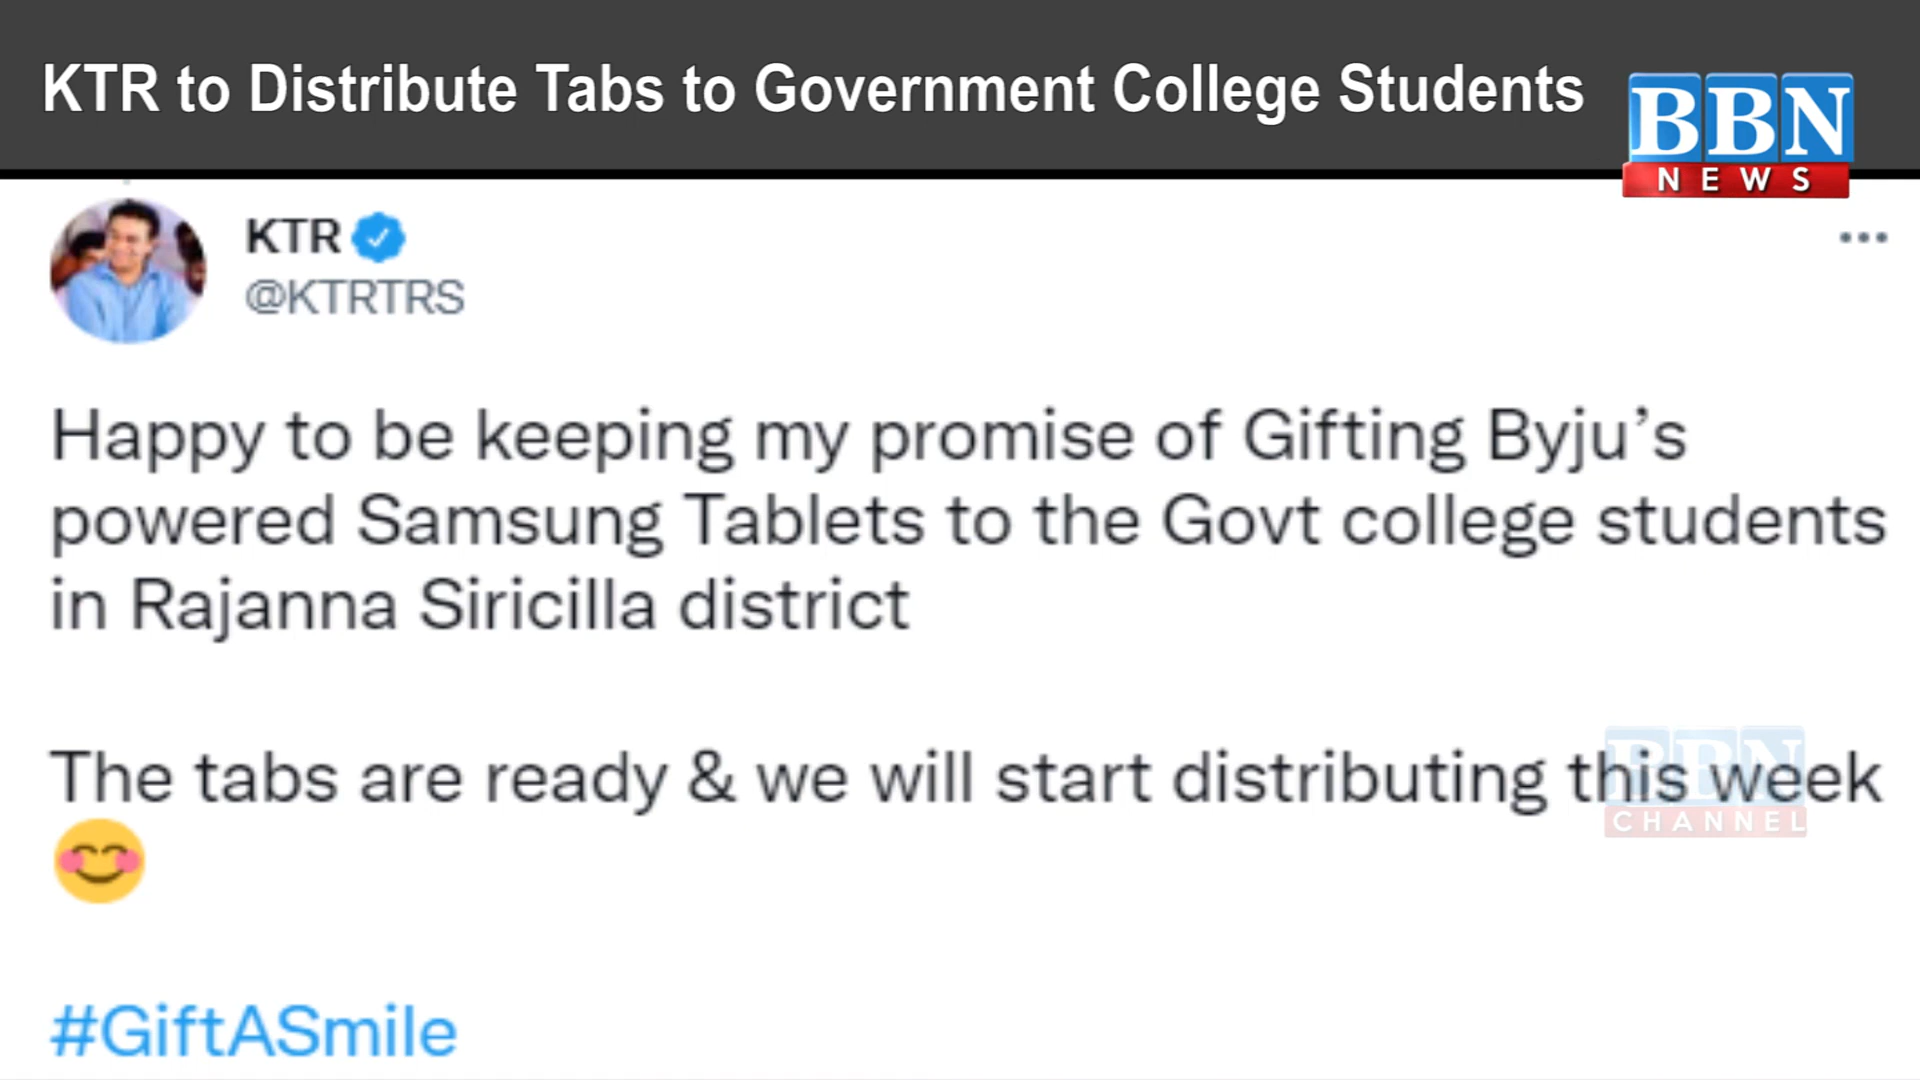 KTR to Distribute Tabs to Government College Students
BBN
NEWS
KTR
@KTRTRS
Happy to be keeping my promise of Gifting Byju’s
powered Samsung Tablets to the Govt college students
in Rajanna Siricilla district
The tabs are ready & we will start distributing this week
😊
BBN
CHANNEL
#GiftASmile